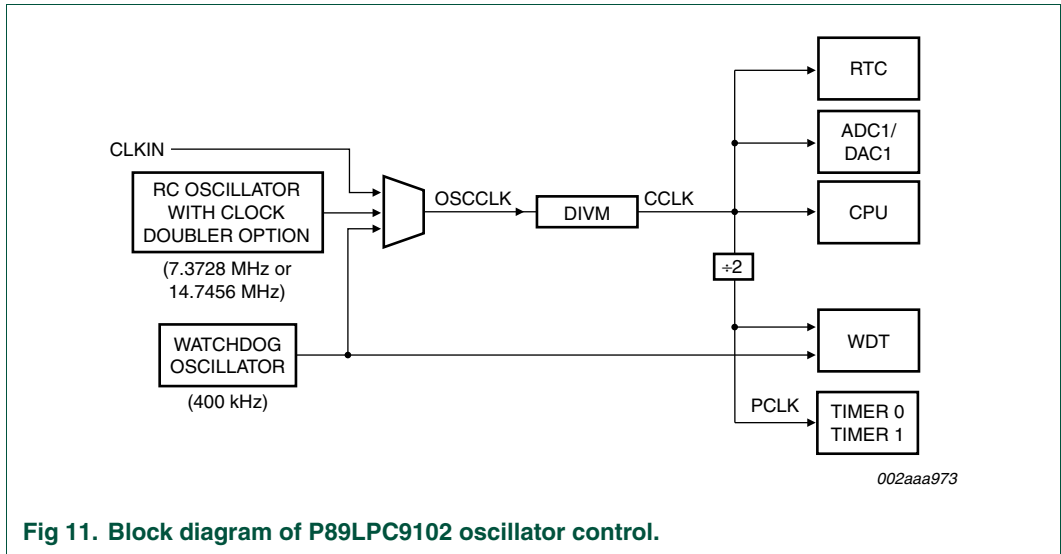 RTC
ADC1/
DAC1
CLKIN
RC OSCILLATOR
WITH CLOCK
DOUBLER OPTION
OSCCLK
DIVM
CCLK
CPU
(7.3728 MHz or
14.7456 MHz)
÷2
WATCHDOG
OSCILLATOR
WDT
(400 kHz)
PCLK
TIMER 0
TIMER 1
002aaa973
Fig 11. Block diagram of P89LPC9102 oscillator control.